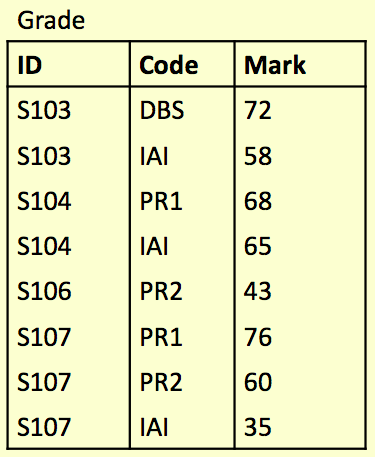 Grade
ID Code Mark
S103 DBS 72
S103 IAI 58
S104 PR1 68
S104 IAI 65
S106 PR2 43
S107 PR1 76
S107 PR2 60
S107 IAI 35